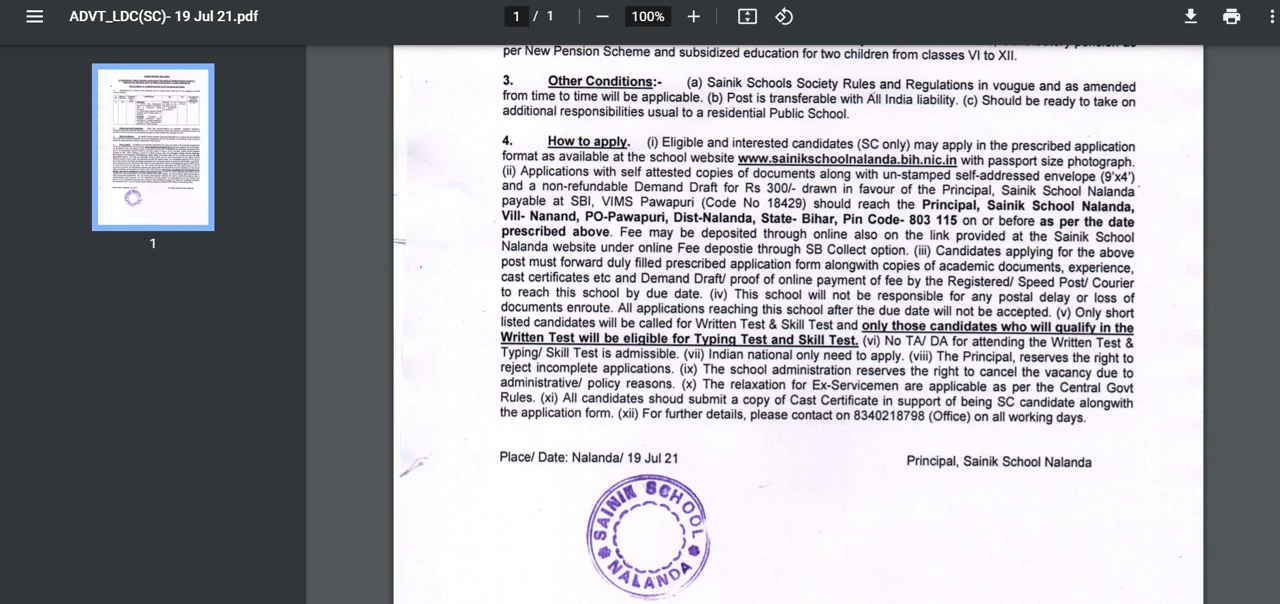 ADVT_LDC(SC)- 19 Jul 21.pdf
1 / 1
100%
1
per New Pension Scheme and subsidized education for two children from classes VI to XII.
3. Other Conditions:- (a) Sainik Schools Society Rules and Regulations in vougue and as amended
from time to time will be applicable. (b) Post is transferable with All India liability. (c) Should be ready to take on
additional responsibilities usual to a residential Public School.
4. How to apply. (i) Eligible and interested candidates (SC only) may apply in the prescribed application
format as available at the school website www.sainikschoolnalanda.bih.nic.in with passport size photograph.
(ii) Applications with self attested copies of documents along with un-stamped self-addressed envelope (9'x4')
and a non-refundable Demand Draft for Rs 300/- drawn in favour of the Principal, Sainik School Nalanda
payable at SBI, VIMS Pawapuri (Code No 18429) should reach the Principal, Sainik School Nalanda,
Vill- Nanand, PO-Pawapuri, Dist-Nalanda, State- Bihar, Pin Code- 803 115 on or before as per the date
prescribed above. Fee may be deposited through online also on the link provided at the Sainik School
Nalanda website under online Fee depostie through SB Collect option. (iii) Candidates applying for the above
post must forward duly filled prescribed application form alongwith copies of academic documents, experience,
cast certificates etc and Demand Draft/ proof of online payment of fee by the Registered/ Speed Post/ Courier
to reach this school by due date. (iv) This school will not be responsible for any postal delay or loss of
documents enroute. All applications reaching this school after the due date will not be accepted. (v) Only short
listed candidates will be called for Written Test & Skill Test and only those candidates who will qualify in the
Written Test will be eligible for Typing Test and Skill Test. (vi) No TA/ DA for attending the Written Test &
Typing/ Skill Test is admissible. (vii) Indian national only need to apply. (viii) The Principal, reserves the right to
reject incomplete applications. (ix) The school administration reserves the right to cancel the vacancy due to
administrative/ policy reasons. (x) The relaxation for Ex-Servicemen are applicable as per the Central Govt
Rules. (xi) All candidates shoud submit a copy of Cast Certificate in support of being SC candidate alongwith
the application form. (xii) For further details, please contact on 8340218798 (Office) on all working days.
Place/ Date: Nalanda/ 19 Jul 21
Principal, Sainik School Nalanda
SAINIK SCHOOL
NALANDA